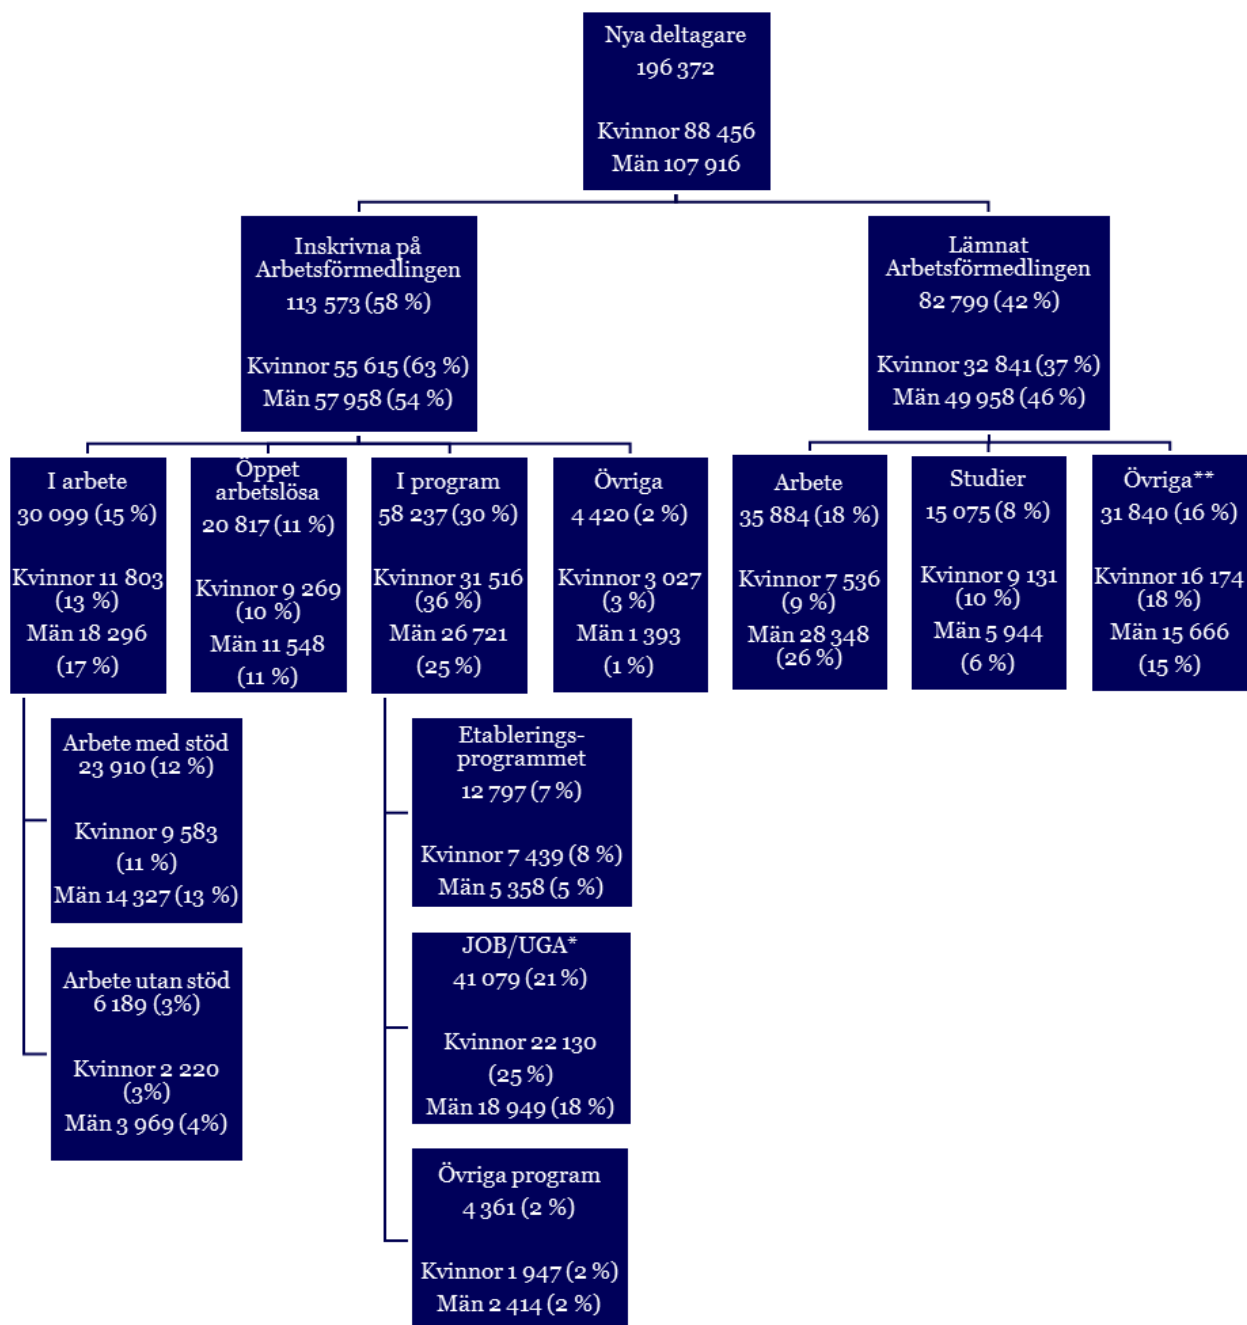 Nya deltagare
196 372
Kvinnor 88 456
Män 107 916
Inskrivna på
Arbetsförmedlingen
113 573 (58 %)
Kvinnor 55 615 (63 %)
Män 57 958 (54 %)
Lämnat
Arbetsförmedlingen
82 799 (42 %)
Kvinnor 32 841 (37 %)
Män 49 958 (46 %)
I arbete
30 099 (15 %)
Kvinnor 11 803
(13 %)
Män 18 296
(17 %)
Öppet
arbetslösa
20 817 (11 %)
Kvinnor 9 269
(10 %)
Män 11 548
(11 %)
I program
58 237 (30 %)
Kvinnor 31 516
(36 %)
Män 26 721
(25 %)
Övriga
4 420 (2 %)
Kvinnor 3 027
(3 %)
Män 1 393
(1 %)
Arbete
35 884 (18 %)
Kvinnor 7 536
(9 %)
Män 28 348
(26 %)
Studier
15 075 (8 %)
Kvinnor 9 131
(10 %)
Män 5 944
(6 %)
Övriga**
31 840 (16 %)
Kvinnor 16 174
(18 %)
Män 15 666
(15 %)
Arbete med stöd
23 910 (12 %)
Kvinnor 9 583
(11 %)
Män 14 327 (13 %)
Arbete utan stöd
6 189 (3%)
Kvinnor 2 220
(3%)
Män 3 969 (4%)
Etablerings-
programmet
12 797 (7 %)
Kvinnor 7 439 (8 %)
Män 5 358 (5 %)
JOB/UGA*
41 079 (21 %)
Kvinnor 22 130
(25 %)
Män 18 949 (18 %)
Övriga program
4 361 (2 %)
Kvinnor 1 947 (2 %)
Män 2 414 (2 %)